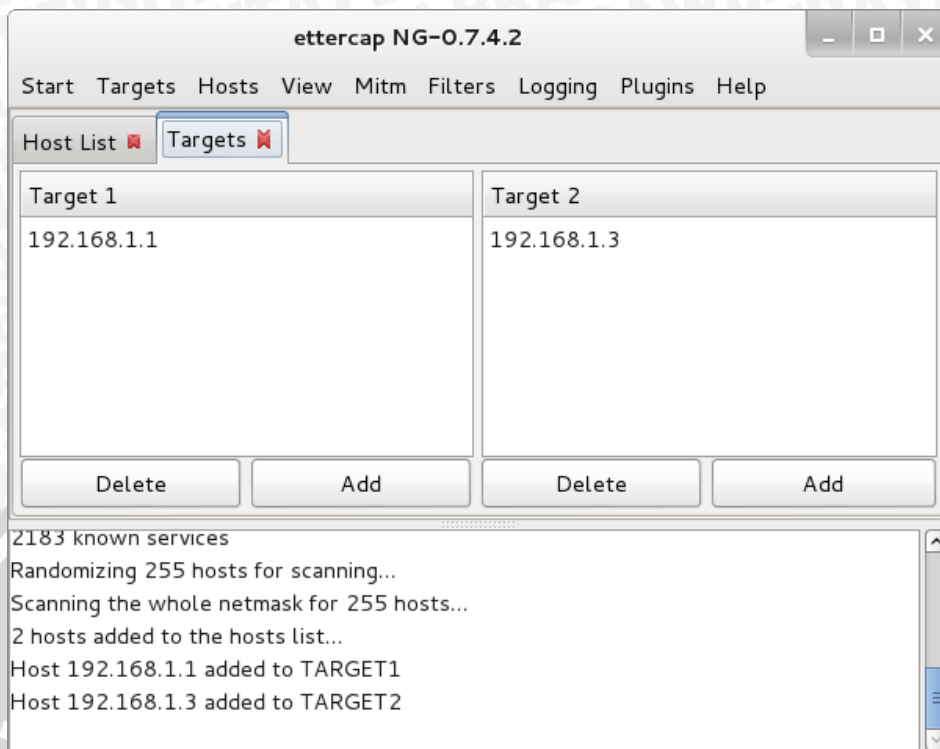 ettercap NG-0.7.4.2
Start Targets Hosts View Mitm Filters Logging Plugins Help
Host List Targets
Target 1 Target 2
192.168.1.1 192.168.1.3
Delete Add Delete Add
2183 known services
Randomizing 255 hosts for scanning...
Scanning the whole netmask for 255 hosts...
2 hosts added to the hosts list...
Host 192.168.1.1 added to TARGET1
Host 192.168.1.3 added to TARGET2